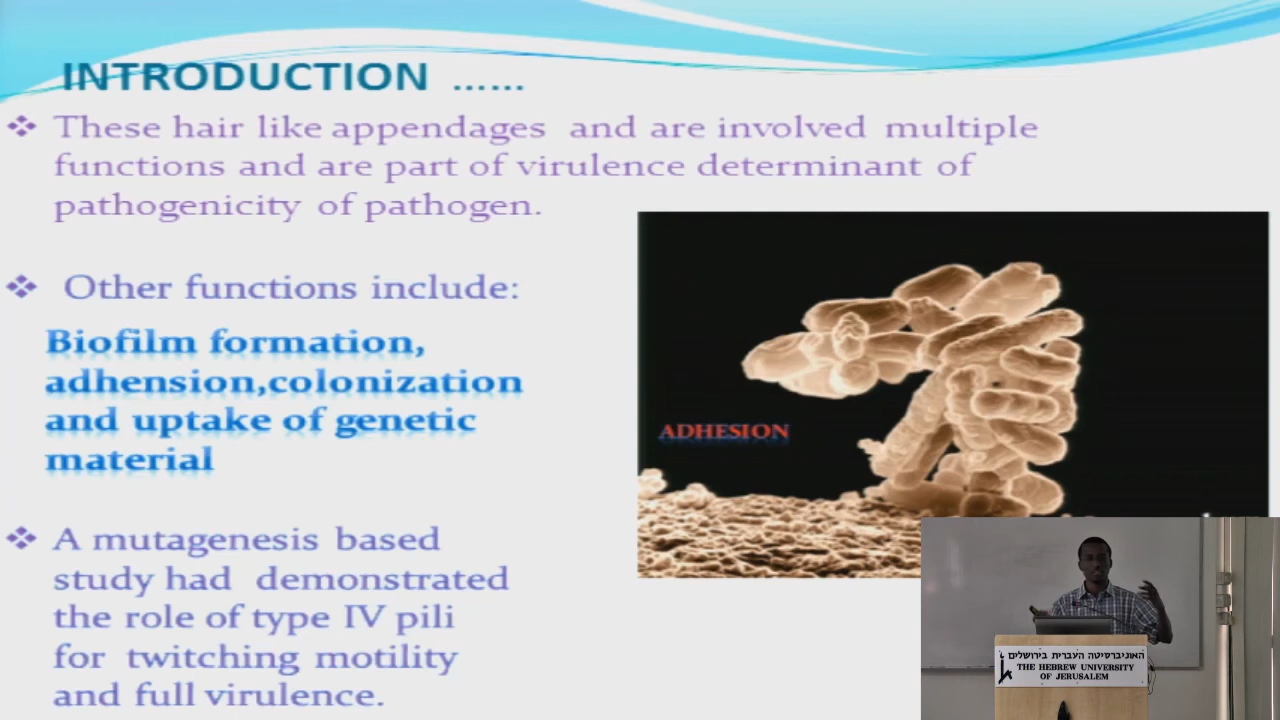 INTRODUCTION ......
❖ These hair like appendages and are involved multiple
functions and are part of virulence determinant of
pathogenicity of pathogen.
❖ Other functions include:
Biofilm formation,
adhension,colonization
and uptake of genetic
material
❖ A mutagenesis based
study had demonstrated
the role of type IV pili
for twitching motility
and full virulence.
ADHESION
האוניברסיטה העברית בירושלים
THE HEBREW UNIVERSITY
OF JERUSALEM